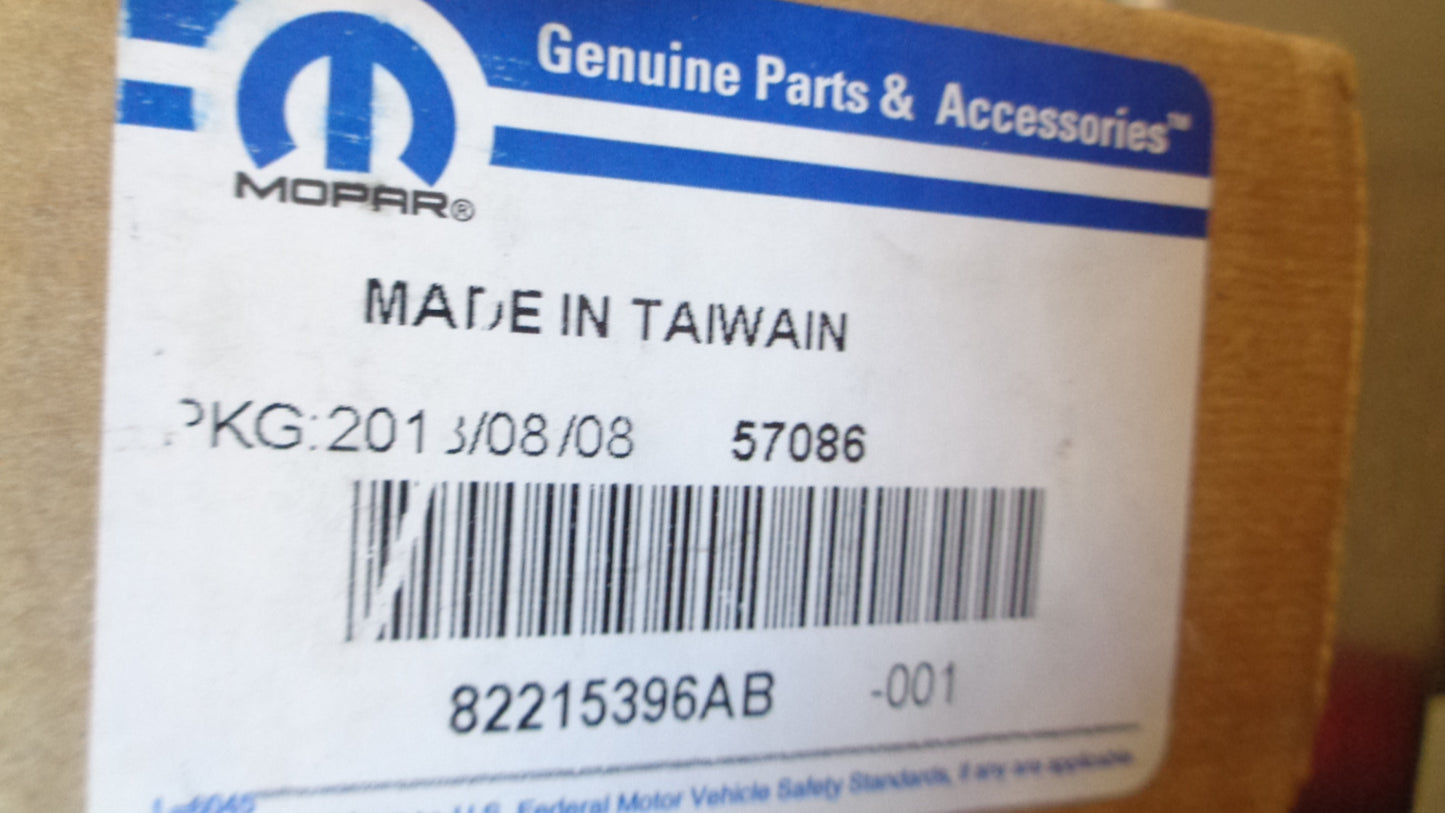 Genuine Parts & Accessories™
MOPAR®
MADE IN TAIWAIN
PKG:2013/08/08 57086
82215396AB -001
U.S. Federal Motor Vehicle Safety Standards, if any are applicable.